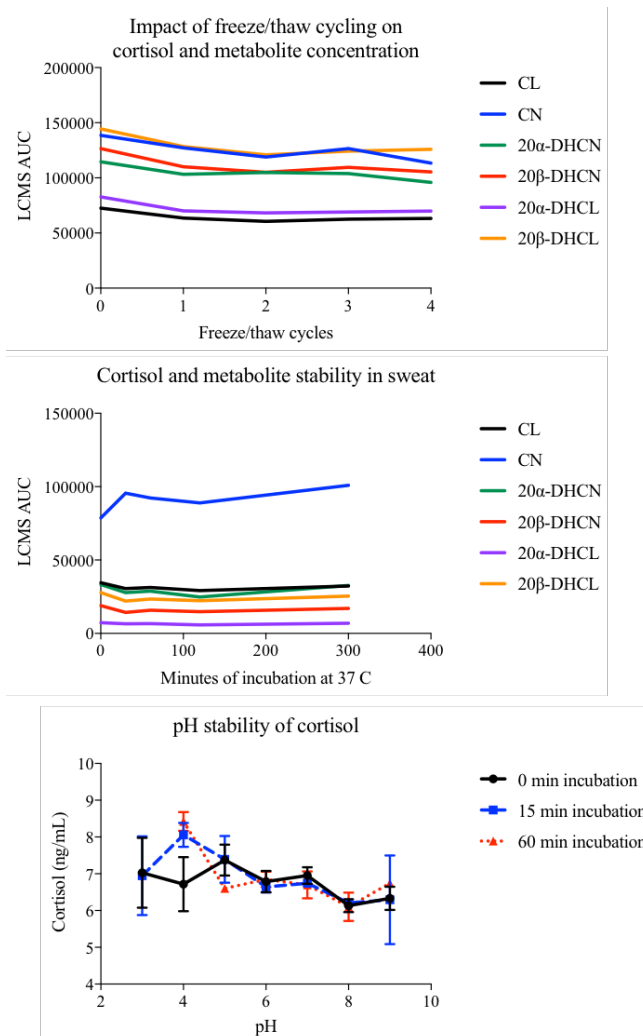 Impact of freeze/thaw cycling on
cortisol and metabolite concentration
200000
150000
100000
50000
0
LCMS AUC
0 1 2 3 4
Freeze/thaw cycles
CL
CN
20α-DHCN
20β-DHCN
20α-DHCL
20β-DHCL
Cortisol and metabolite stability in sweat
150000
100000
50000
0
LCMS AUC
0 100 200 300 400
Minutes of incubation at 37 C
CL
CN
20α-DHCN
20β-DHCN
20α-DHCL
20β-DHCL
pH stability of cortisol
10
9
8
7
6
5
4
Cortisol (ng/mL)
2 4 6 8 10
pH
0 min incubation
15 min incubation
60 min incubation